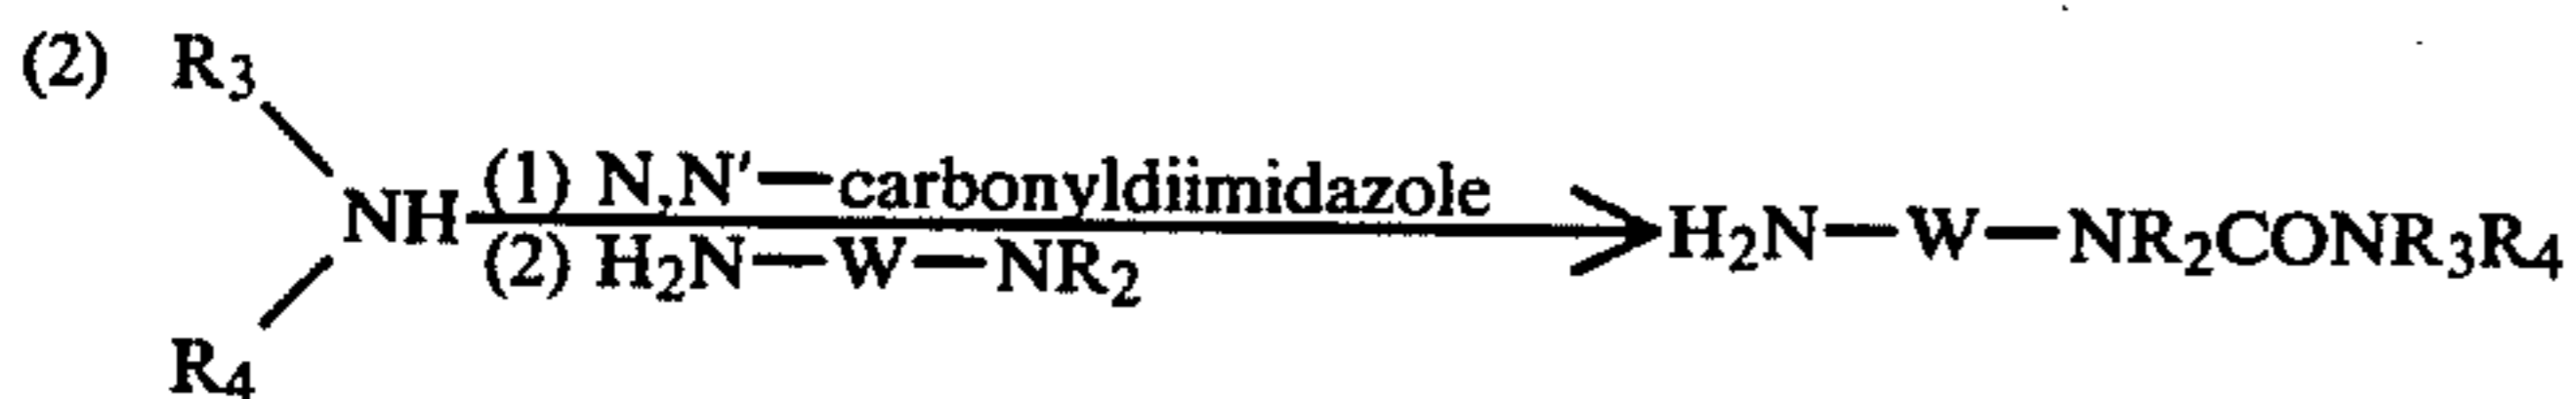 (2) R3
(1) N,N'—carbonyldiimidazole
NH H2N—W—NR2CONR3R4
(2) H2N—W—NR2
R4